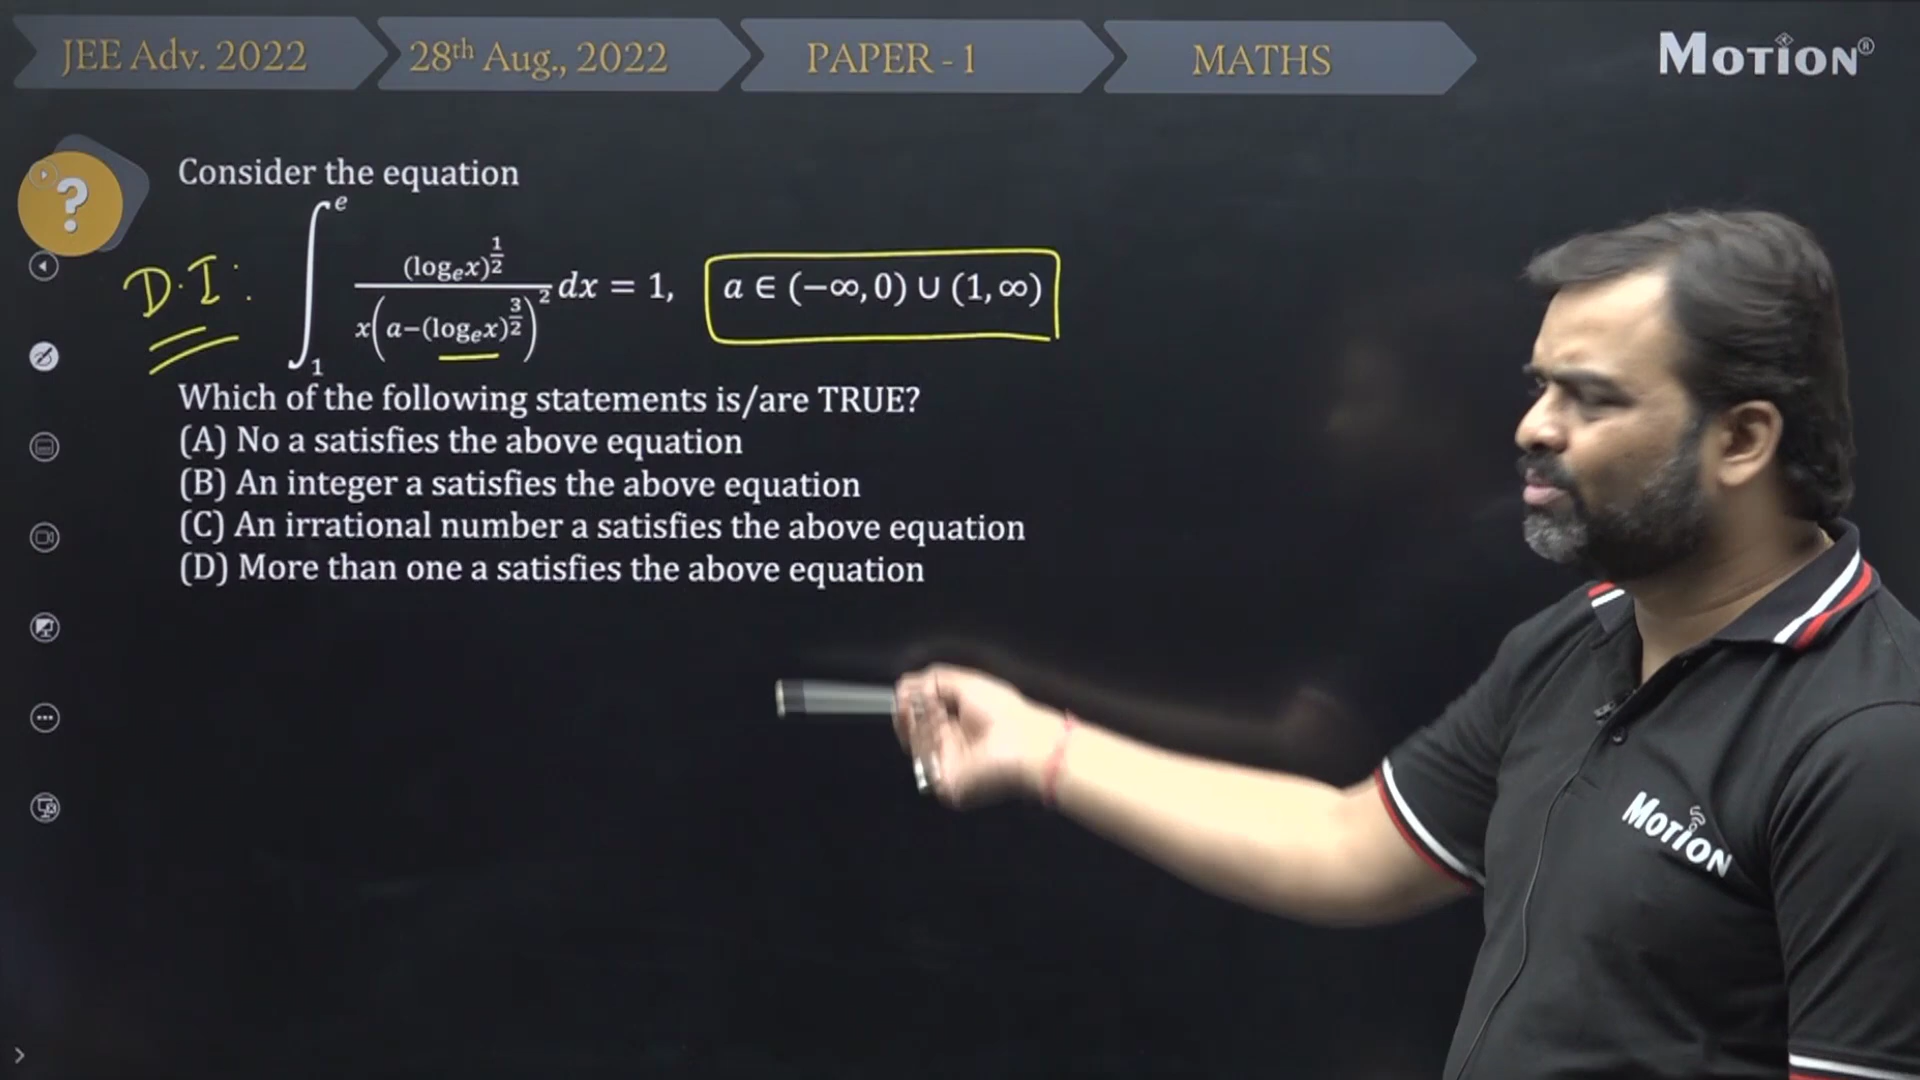 JEE Adv. 2022
28th Aug., 2022
PAPER - 1
MATHS
MOTION®
?
Consider the equation
D.I:
∫₁ᵉ (logₑx)^(1/2) / x(a−(logₑx)^(3/2))² dx = 1, a ∈ (−∞, 0) ∪ (1, ∞)
Which of the following statements is/are TRUE?
(A) No a satisfies the above equation
(B) An integer a satisfies the above equation
(C) An irrational number a satisfies the above equation
(D) More than one a satisfies the above equation
MOTION